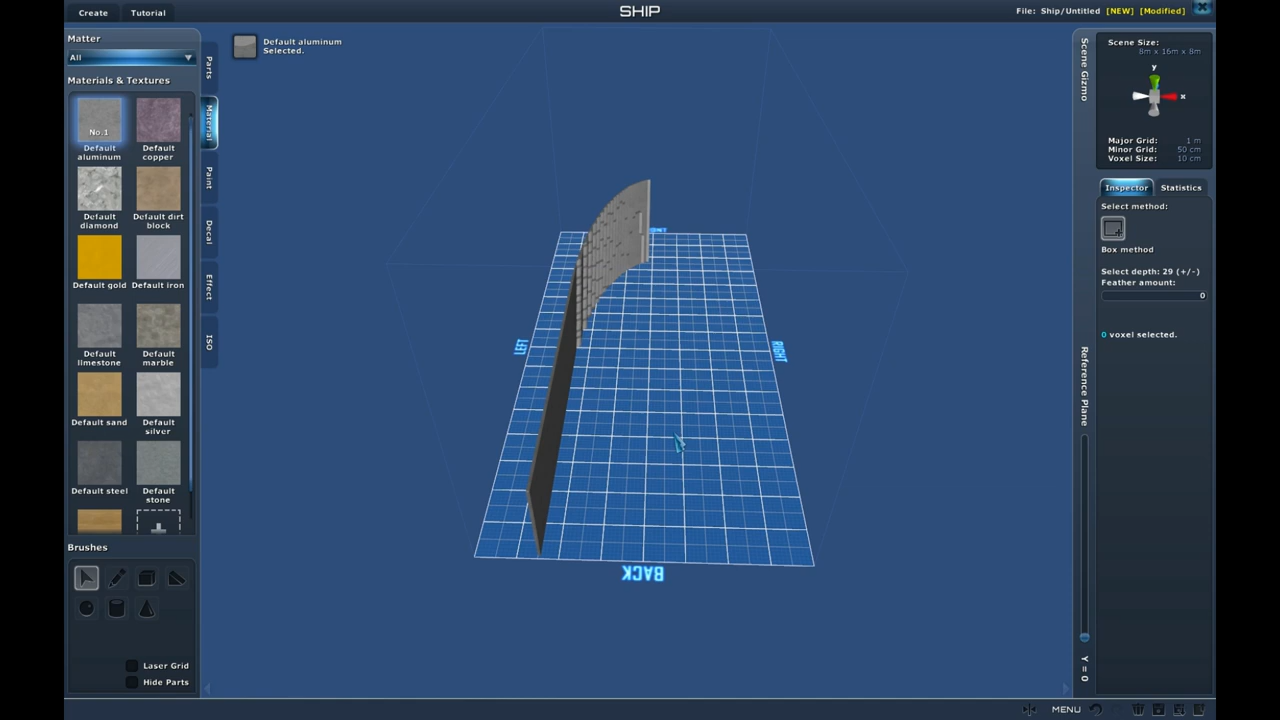 Create
Tutorial
SHIP
File: Ship/Untitled [NEW] [Modified]
Matter
All
Materials & Textures
No.1
Default aluminum
Default copper
Default diamond
Default dirt block
Default gold
Default iron
Default limestone
Default marble
Default sand
Default silver
Default steel
Default stone
Brushes
Laser Grid
Hide Parts
Parts
Material
Paint
Decal
Effect
ISO
Default aluminum
Selected.
LEFT
RIGHT
BACK
Scene Gizmo
Reference Plane
Y = 0
Scene Size:
8m x 16m x 8m
y
x
Major Grid: 1 m
Minor Grid: 50 cm
Voxel Size: 10 cm
Inspector
Statistics
Select method:
Box method
Select depth: 29 (+/-)
Feather amount:
0
0 voxel selected.
MENU